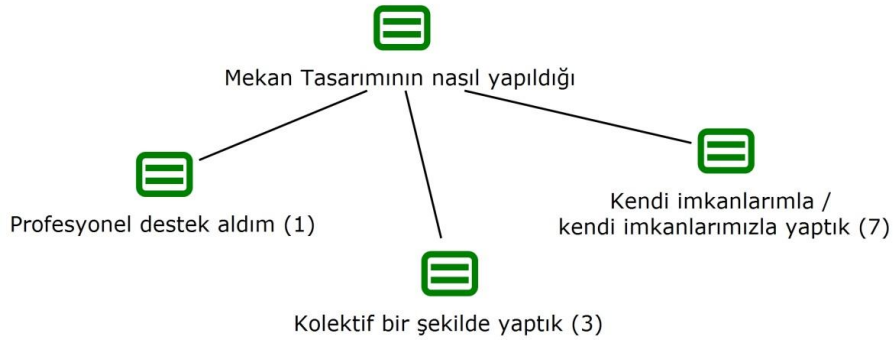 Mekan Tasarımının nasıl yapıldığı
Profesyonel destek aldım (1)
Kendi imkanlarımla /
kendi imkanlarımızla yaptık (7)
Kolektif bir şekilde yaptık (3)